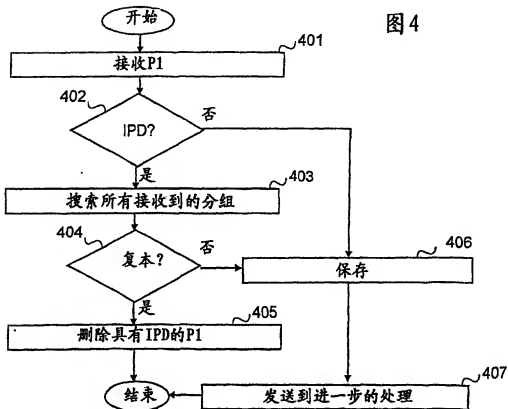 开始
图4
401
接收P1
402
IPD?
否
是
403
搜索所有接收到的分组
404
复本?
否
406
保存
是
405
删除具有IPD的P1
407
结束
发送到进一步的处理